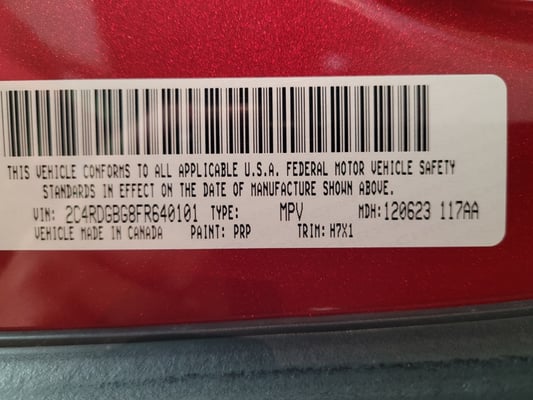 THIS VEHICLE CONFORMS TO ALL APPLICABLE U.S.A. FEDERAL MOTOR VEHICLE SAFETY
STANDARDS IN EFFECT ON THE DATE OF MANUFACTURE SHOWN ABOVE.
VIN: 2C4RDGBG8FR640101 TYPE: MPV MDH:120623 117AA
VEHICLE MADE IN CANADA PAINT: PRP TRIM: H7X1